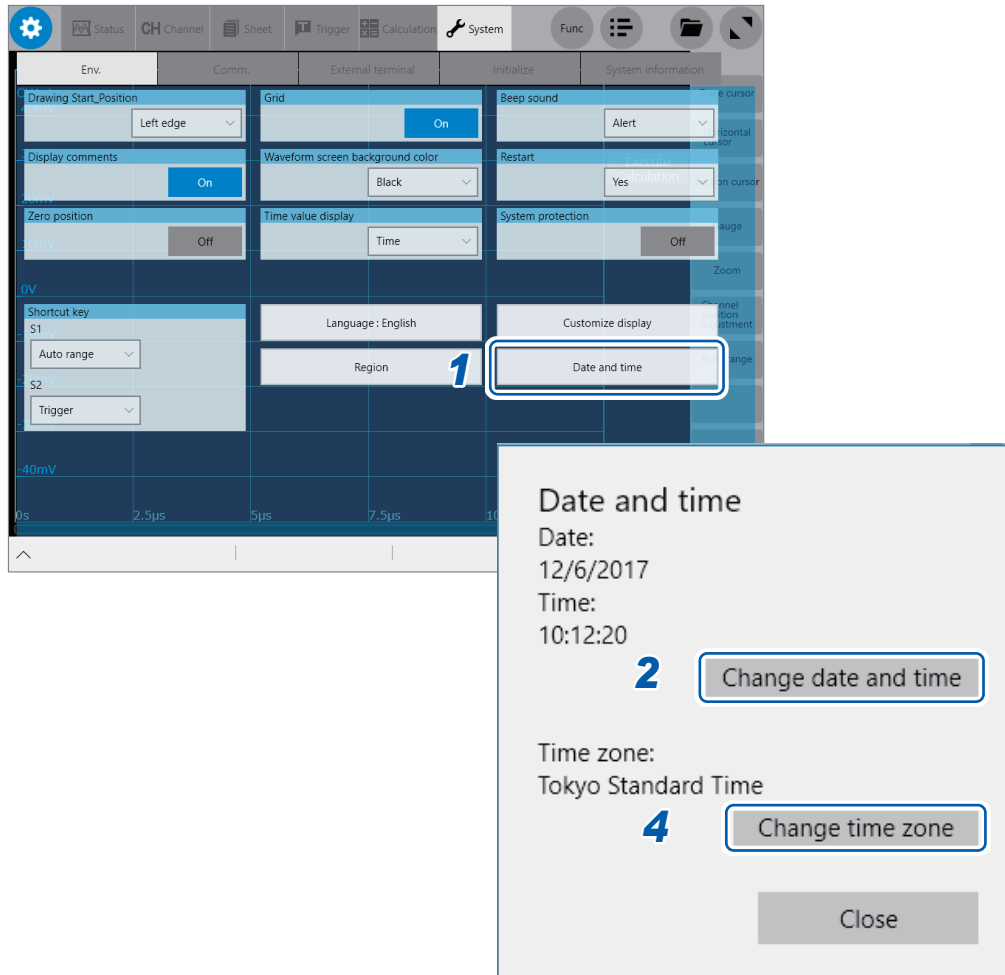 Status CH Channel Sheet Trigger Calculation System Func
Env. Comm. External terminal Initialize System information
Drawing Start_Position
Left edge
Grid
On
Beep sound
Alert
Display comments
On
Waveform screen background color
Black
Restart
Yes
Execute
Calculation
Zero position
Off
Time value display
Time
System protection
Off
Zoom
0V
Shortcut key
S1
Auto range
S2
Trigger
Language : English
Customize display
Region
1
Date and time
-40mV
0s 2.5µs 5µs 7.5µs
Date and time
Date:
12/6/2017
Time:
10:12:20
2
Change date and time
Time zone:
Tokyo Standard Time
4
Change time zone
Close